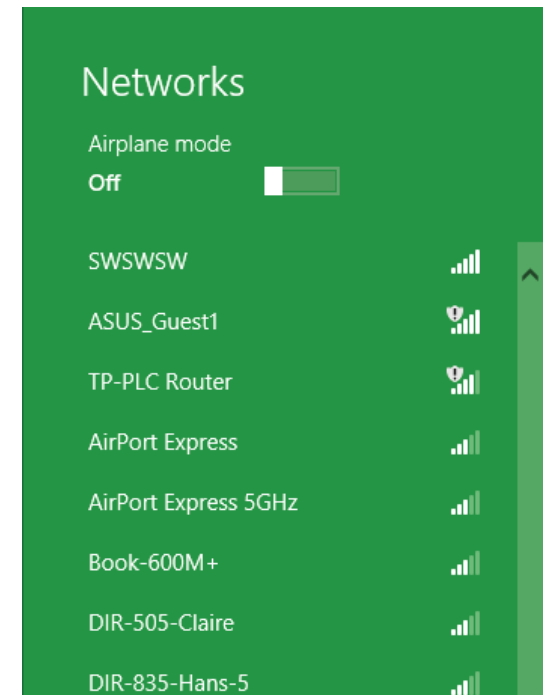 Networks
Airplane mode
Off
SWSWSW
ASUS_Guest1
TP-PLC Router
AirPort Express
AirPort Express 5GHz
Book-600M+
DIR-505-Claire
DIR-835-Hans-5